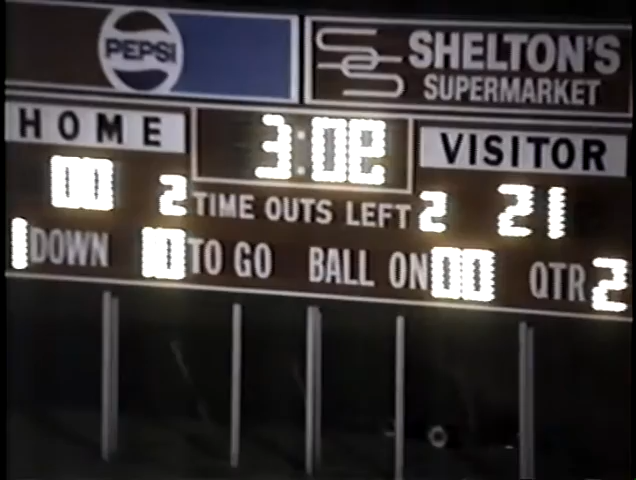 PEPSI
SHELTON'S
SUPERMARKET
HOME 3:02 VISITOR
00 2 TIME OUTS LEFT 2 21
1 DOWN 10 TO GO BALL ON 00 QTR 2